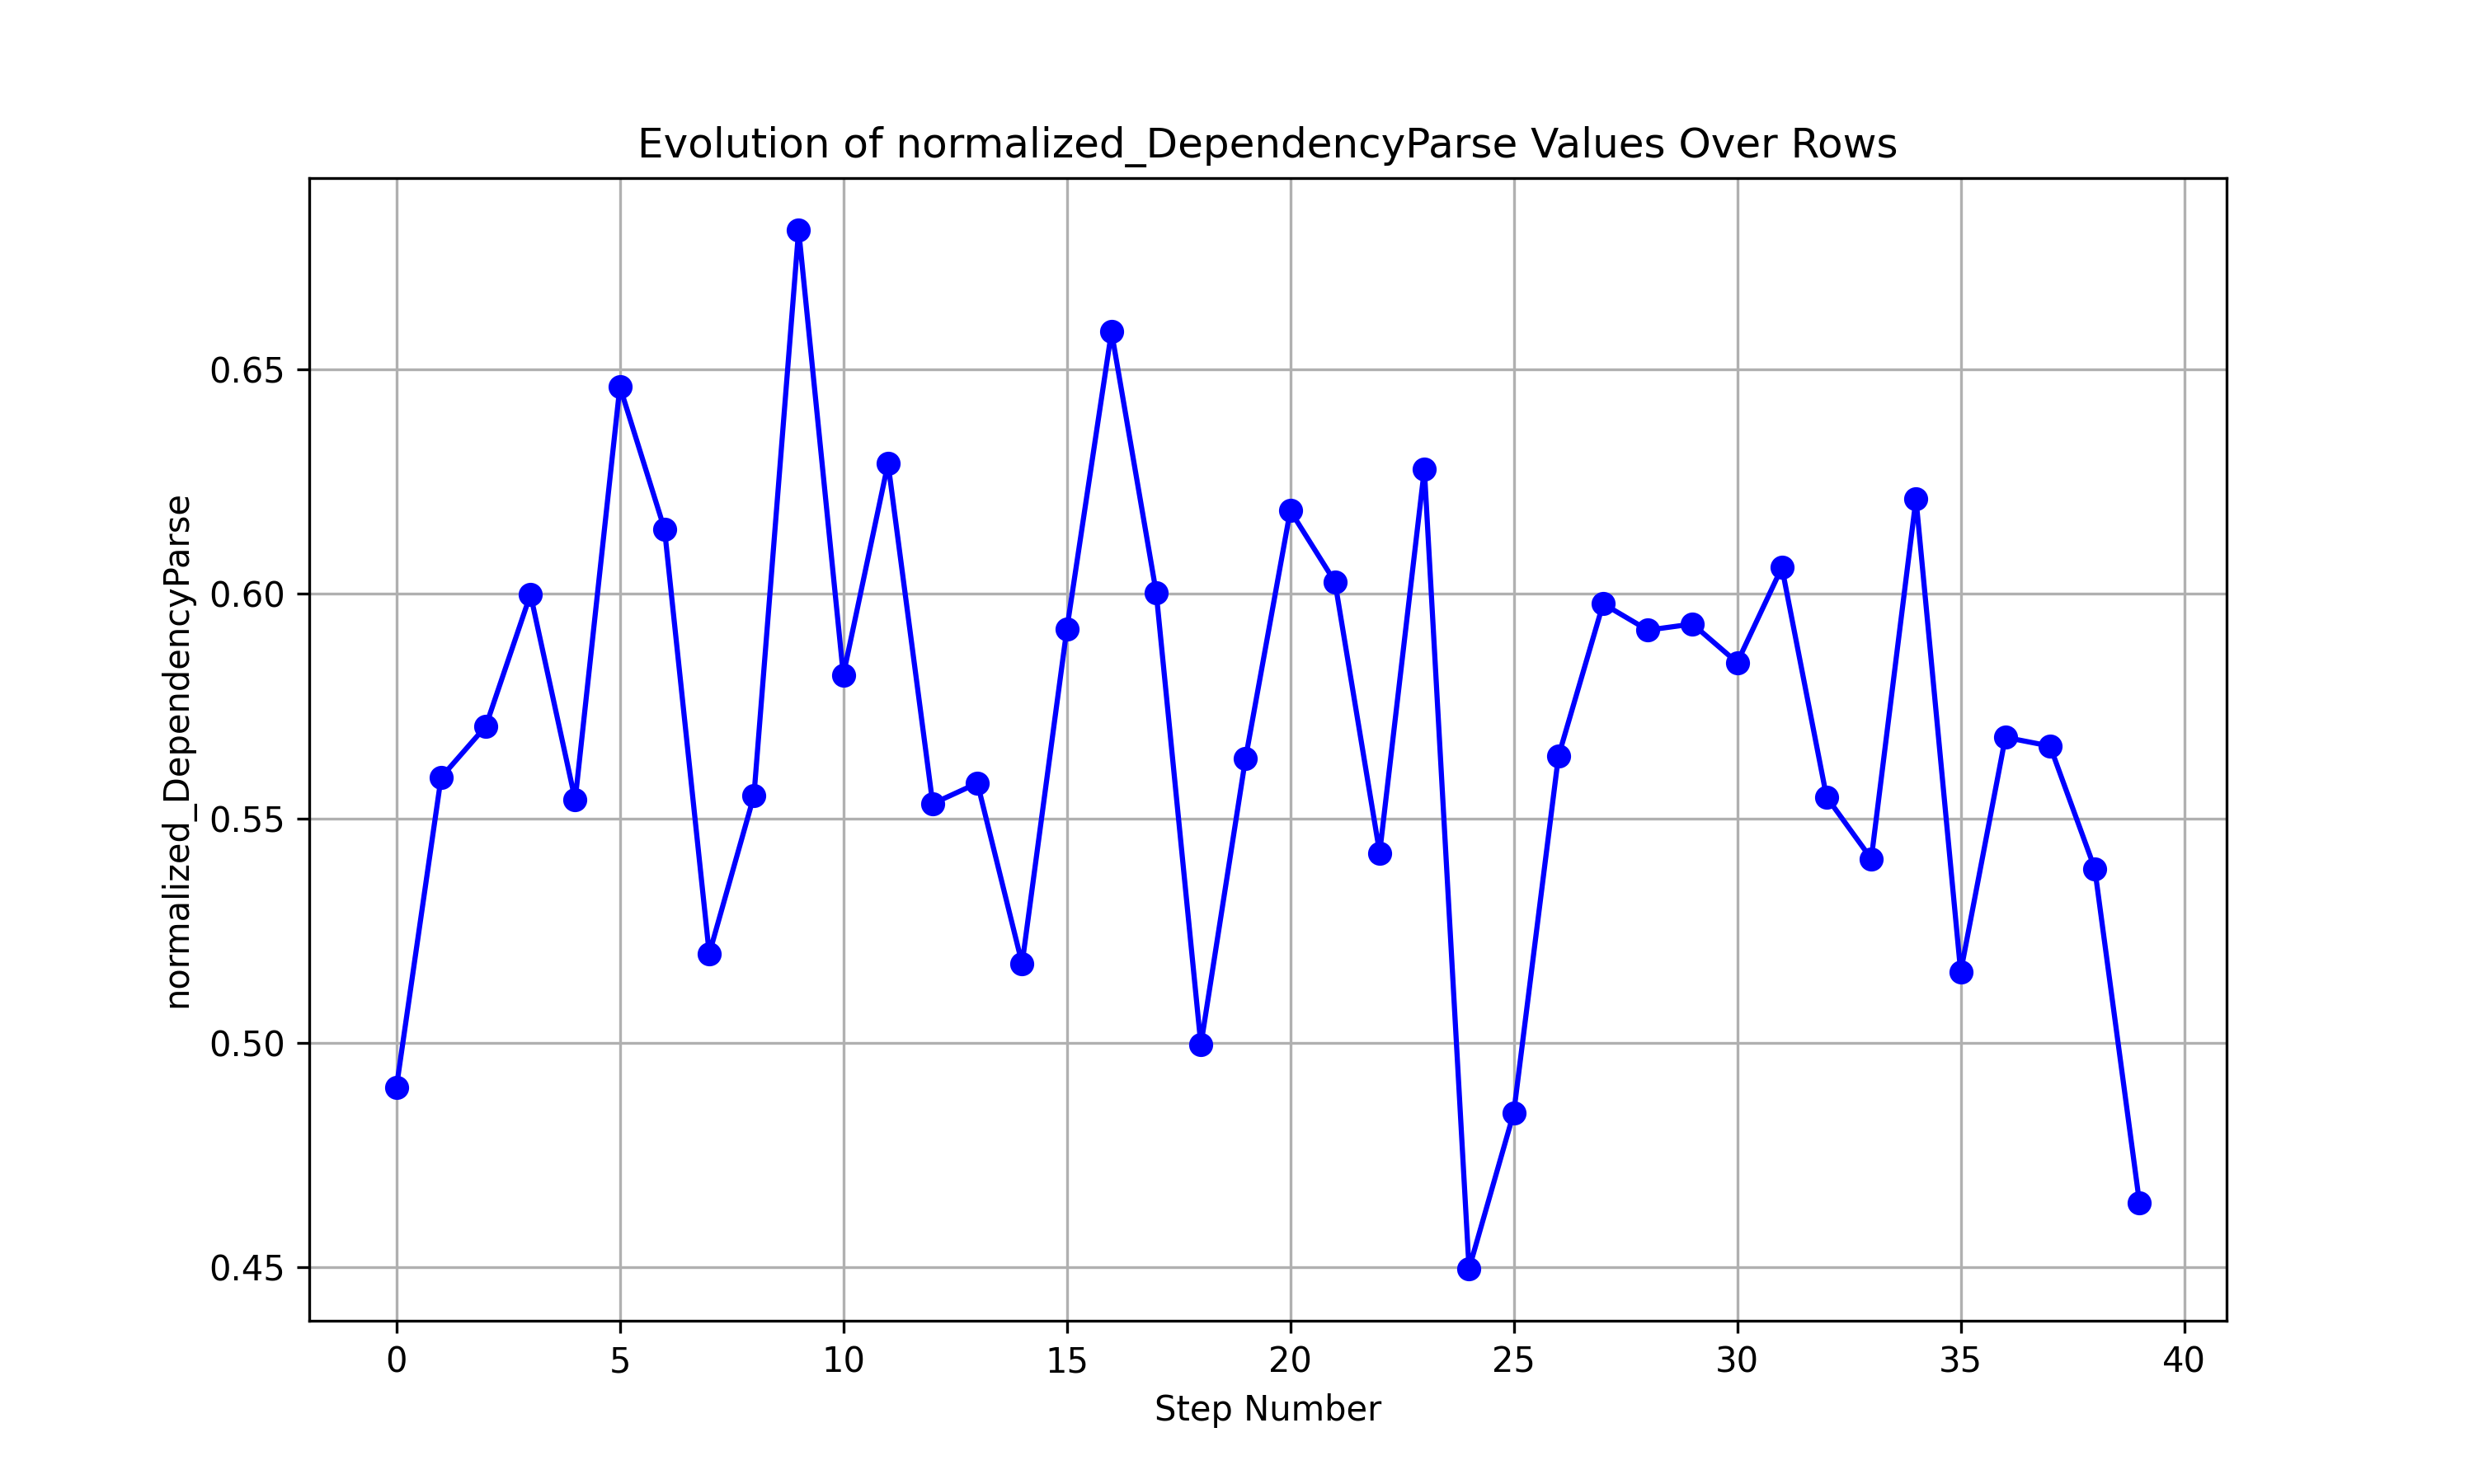 Evolution of normalized_DependencyParse Values Over Rows
normalized_DependencyParse
0.65
0.60
0.55
0.50
0.45
0 5 10 15 20 25 30 35 40
Step Number